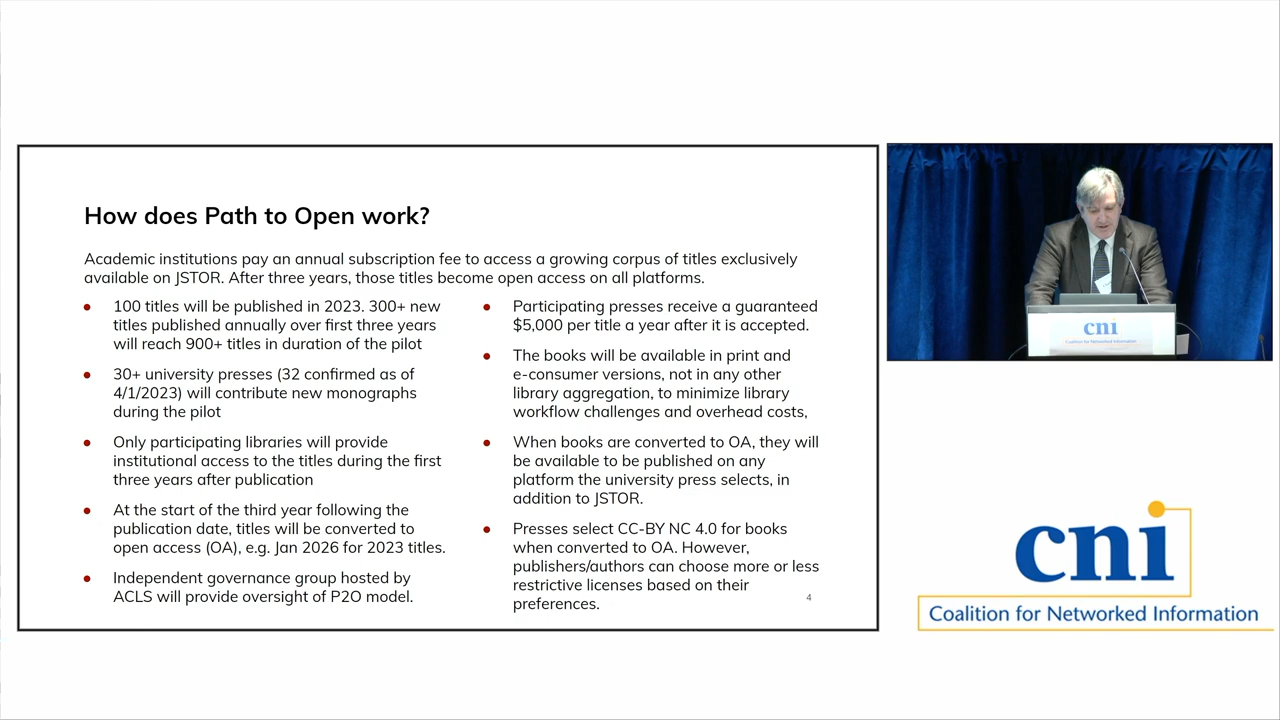 How does Path to Open work?
Academic institutions pay an annual subscription fee to access a growing corpus of titles exclusively
available on JSTOR. After three years, those titles become open access on all platforms.
● 100 titles will be published in 2023. 300+ new
titles published annually over first three years
will reach 900+ titles in duration of the pilot
● 30+ university presses (32 confirmed as of
4/1/2023) will contribute new monographs
during the pilot
● Only participating libraries will provide
institutional access to the titles during the first
three years after publication
● At the start of the third year following the
publication date, titles will be converted to
open access (OA), e.g. Jan 2026 for 2023 titles.
● Independent governance group hosted by
ACLS will provide oversight of P2O model.
● Participating presses receive a guaranteed
$5,000 per title a year after it is accepted.
● The books will be available in print and
e-consumer versions, not in any other
library aggregation, to minimize library
workflow challenges and overhead costs,
● When books are converted to OA, they will
be available to be published on any
platform the university press selects, in
addition to JSTOR.
● Presses select CC-BY NC 4.0 for books
when converted to OA. However,
publishers/authors can choose more or less
restrictive licenses based on their
preferences.
4
cni
Coalition for Networked Information
cni
Coalition for Networked Information